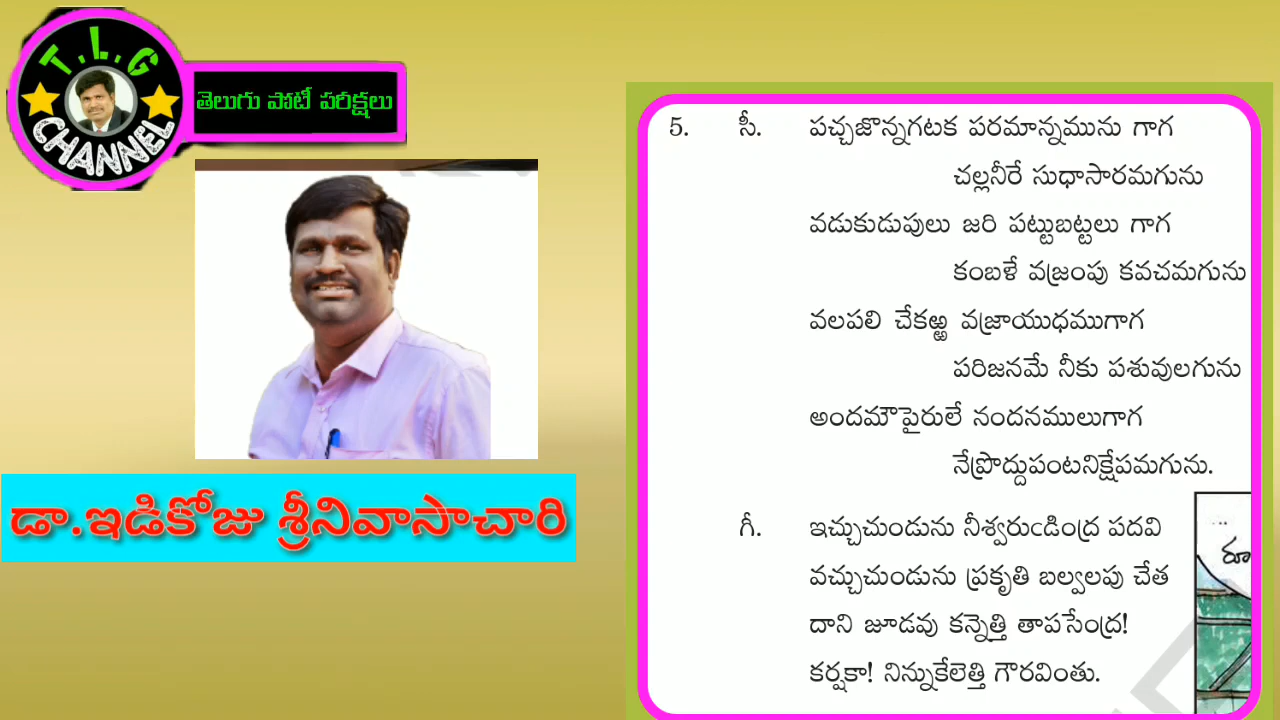 T.L.G
CHANNEL
తెలుగు పోటీ పరీక్షలు
డా.ఇడికోజు శ్రీనివాసాచారి
5. సీ. పచ్చజొన్నగటక పరమాన్నమును గాగ
చల్లనీరే సుధాసారమగును
వడుకుడుపులు జరి పట్టుబట్టలు గాగ
కంబళే వజ్రంపు కవచమగును
వలపలి చేకఱ్ఱ వజ్రాయుధముగాగ
పరిజనమే నీకు పశువులగును
అందమౌపైరులే నందనములుగాగ
నేప్రొద్దుపంటనిక్షేపమగును.
గీ. ఇచ్చుచుండును నీశ్వరుఁడింద్ర పదవి
వచ్చుచుండును ప్రకృతి బల్వలపు చేత
దాని జూడవు కన్నెత్తి తాపసేంద్ర!
కర్షకా! నిన్నుకేలెత్తి గౌరవింతు.
రూ